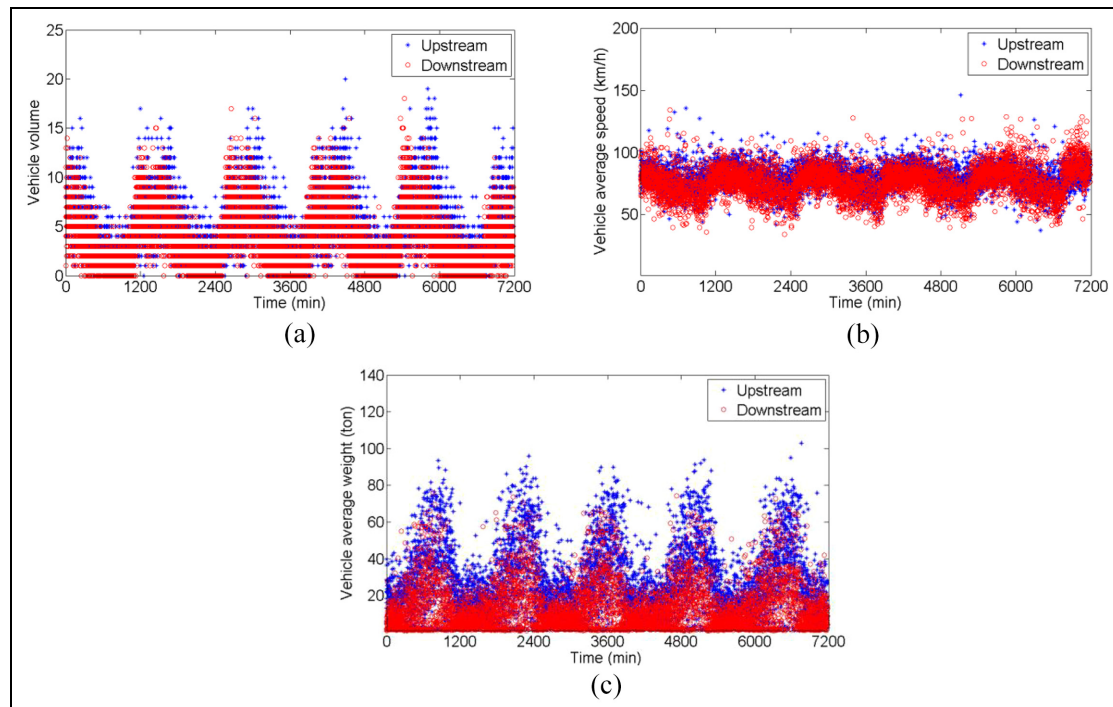 25
20
15
10
5
0
Vehicle volume
Upstream
Downstream
0 1200 2400 3600 4800 6000 7200
Time (min)
(a)
200
150
100
50
0
Vehicle average speed (km/h)
Upstream
Downstream
0 1200 2400 3600 4800 6000 7200
Time (min)
(b)
140
120
100
80
60
40
20
Vehicle average weight (ton)
Upstream
Downstream
0 1200 2400 3600 4800 6000 7200
Time (min)
(c)